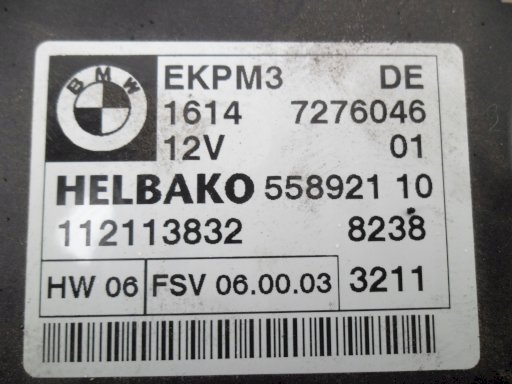 BMW
EKPM3 DE
1614 7276046
12V 01
HELBAKO 558921 10
112113832 8238
HW 06 FSV 06.00.03 3211